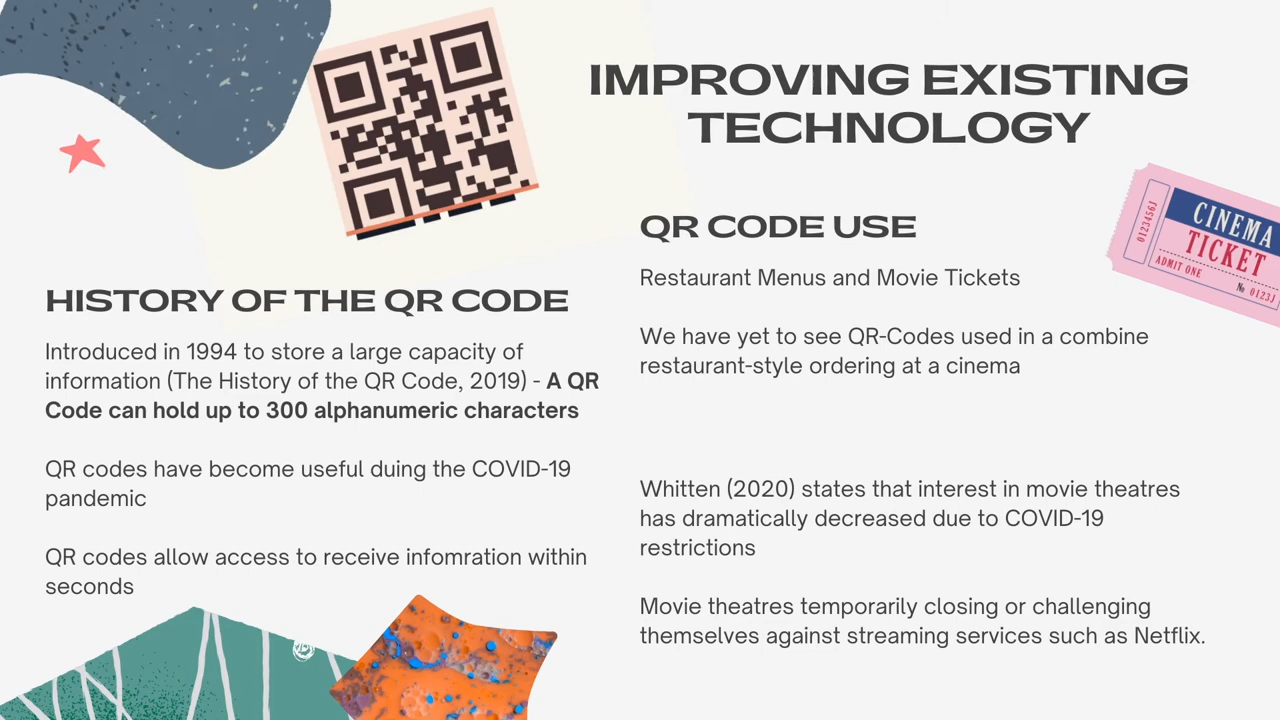 IMPROVING EXISTING
TECHNOLOGY
HISTORY OF THE QR CODE
Introduced in 1994 to store a large capacity of
information (The History of the QR Code, 2019) - A QR
Code can hold up to 300 alphanumeric characters
QR codes have become useful duing the COVID-19
pandemic
QR codes allow access to receive infomration within
seconds
QR CODE USE
Restaurant Menus and Movie Tickets
We have yet to see QR-Codes used in a combine
restaurant-style ordering at a cinema
Whitten (2020) states that interest in movie theatres
has dramatically decreased due to COVID-19
restrictions
Movie theatres temporarily closing or challenging
themselves against streaming services such as Netflix.
0123456J
CINEMA
TICKET
ADMIT ONE
№ 0123J